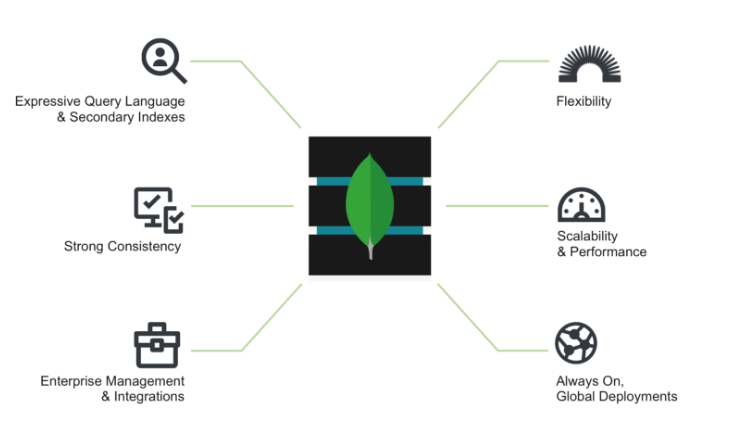 Expressive Query Language
& Secondary Indexes
Strong Consistency
Enterprise Management
& Integrations
Flexibility
Scalability
& Performance
Always On,
Global Deployments